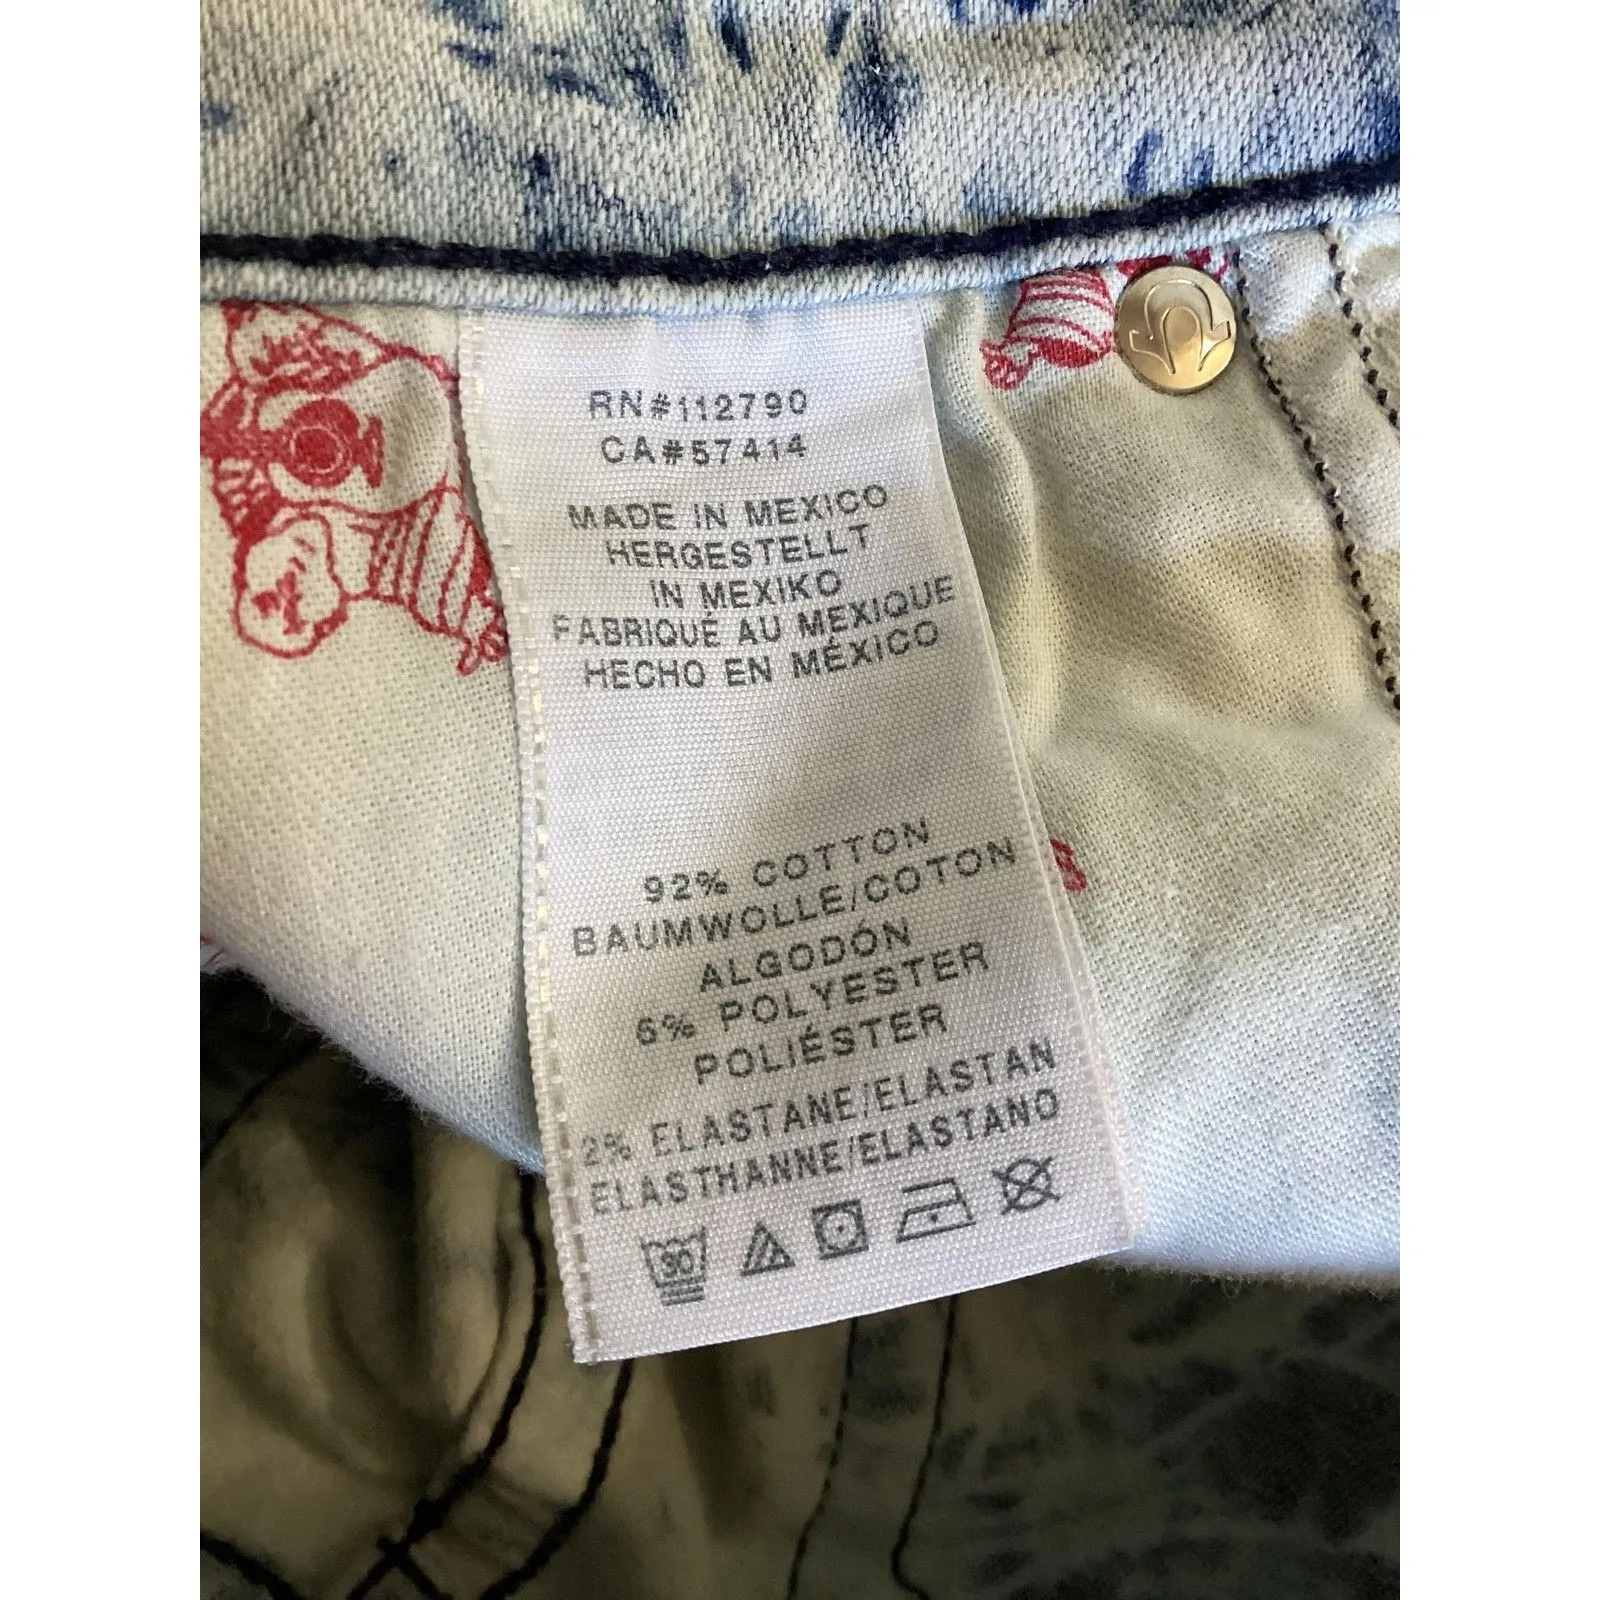 RN#112790
CA#57414
MADE IN MEXICO
HERGESTELLT
IN MEXIKO
FABRIQUÉ AU MEXIQUE
HECHO EN MÉXICO
92% COTTON
BAUMWOLLE/COTON
ALGODÓN
6% POLYESTER
POLIÉSTER
2% ELASTANE/ELASTAN
ELASTHANNE/ELASTANO
30